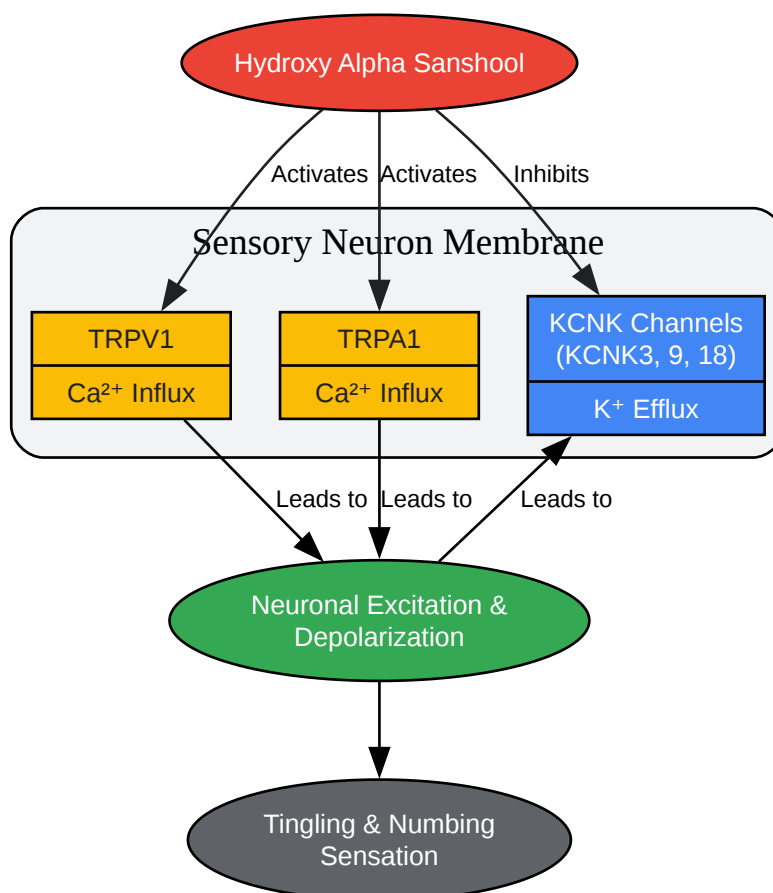 Hydroxy Alpha Sanshool
Activates
Activates
Inhibits
Sensory Neuron Membrane
TRPV1
Ca²⁺ Influx
TRPA1
Ca²⁺ Influx
KCNK Channels
(KCNK3, 9, 18)
K⁺ Efflux
Leads to
Leads to
Leads to
Neuronal Excitation &
Depolarization
Tingling & Numbing
Sensation